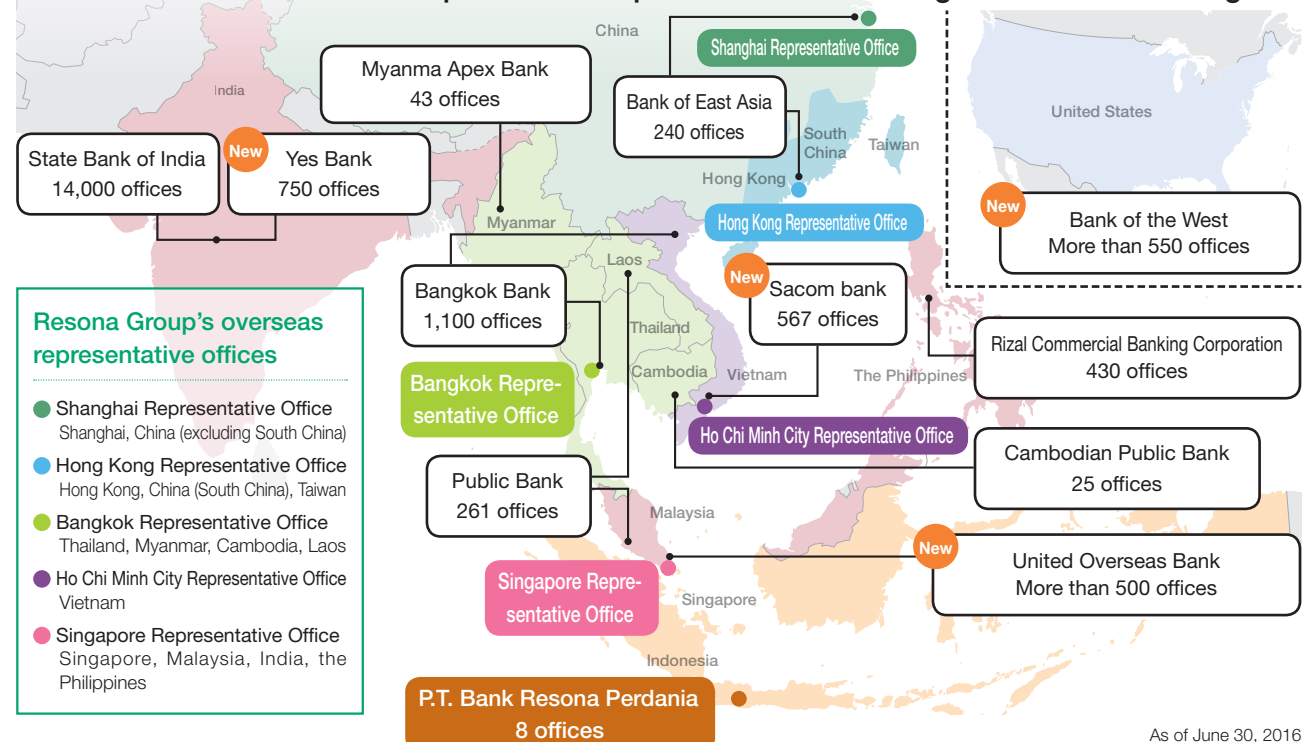 China
Shanghai Representative Office
Myanma Apex Bank
43 offices
India
Bank of East Asia
240 offices
United States
South
China
Taiwan
State Bank of India
14,000 offices
New
Yes Bank
750 offices
Hong Kong
New
Bank of the West
More than 550 offices
Myanmar
Hong Kong Representative Office
Laos
Bangkok Bank
1,100 offices
New
Sacom bank
567 offices
Resona Group's overseas
representative offices
Thailand
Rizal Commercial Banking Corporation
430 offices
Cambodia
Vietnam
The Philippines
Bangkok Repre-
sentative Office
Shanghai Representative Office
Shanghai, China (excluding South China)
Ho Chi Minh City Representative Office
Hong Kong Representative Office
Hong Kong, China (South China), Taiwan
Cambodian Public Bank
25 offices
Public Bank
261 offices
Malaysia
Bangkok Representative Office
Thailand, Myanmar, Cambodia, Laos
New
United Overseas Bank
More than 500 offices
Ho Chi Minh City Representative Office
Vietnam
Singapore Repre-
sentative Office
Singapore
Singapore Representative Office
Singapore, Malaysia, India, the
Philippines
Indonesia
P.T. Bank Resona Perdania
8 offices
As of June 30, 2016